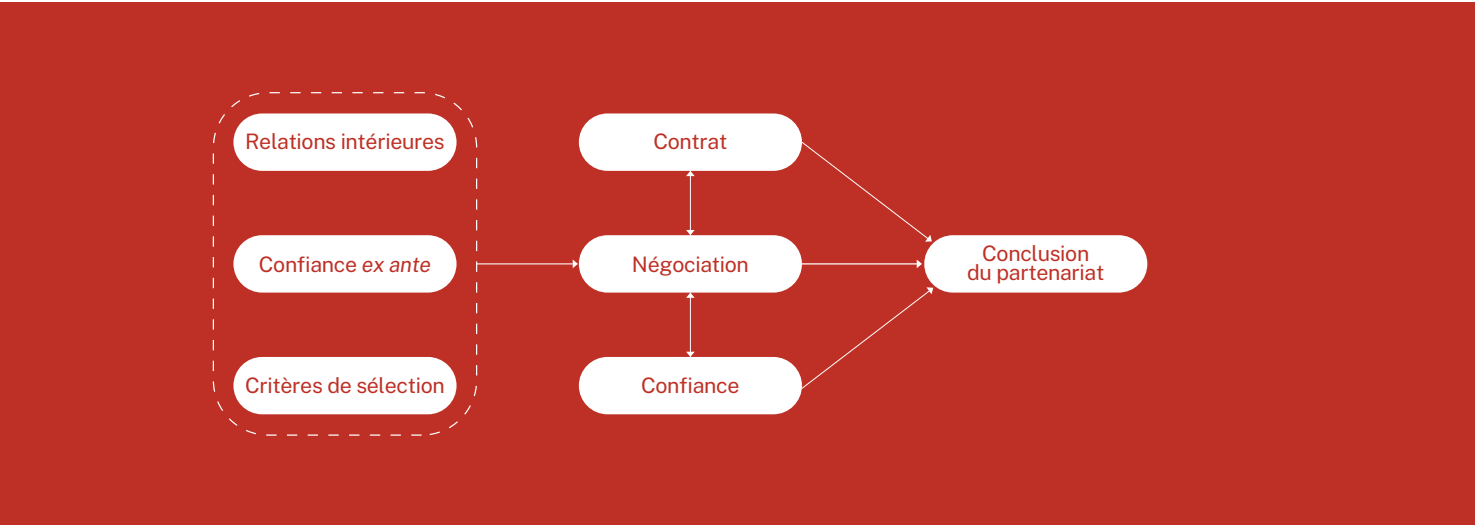 Relations intérieures
Confiance ex ante
Critères de sélection
Contrat
Négociation
Confiance
Conclusion
du partenariat